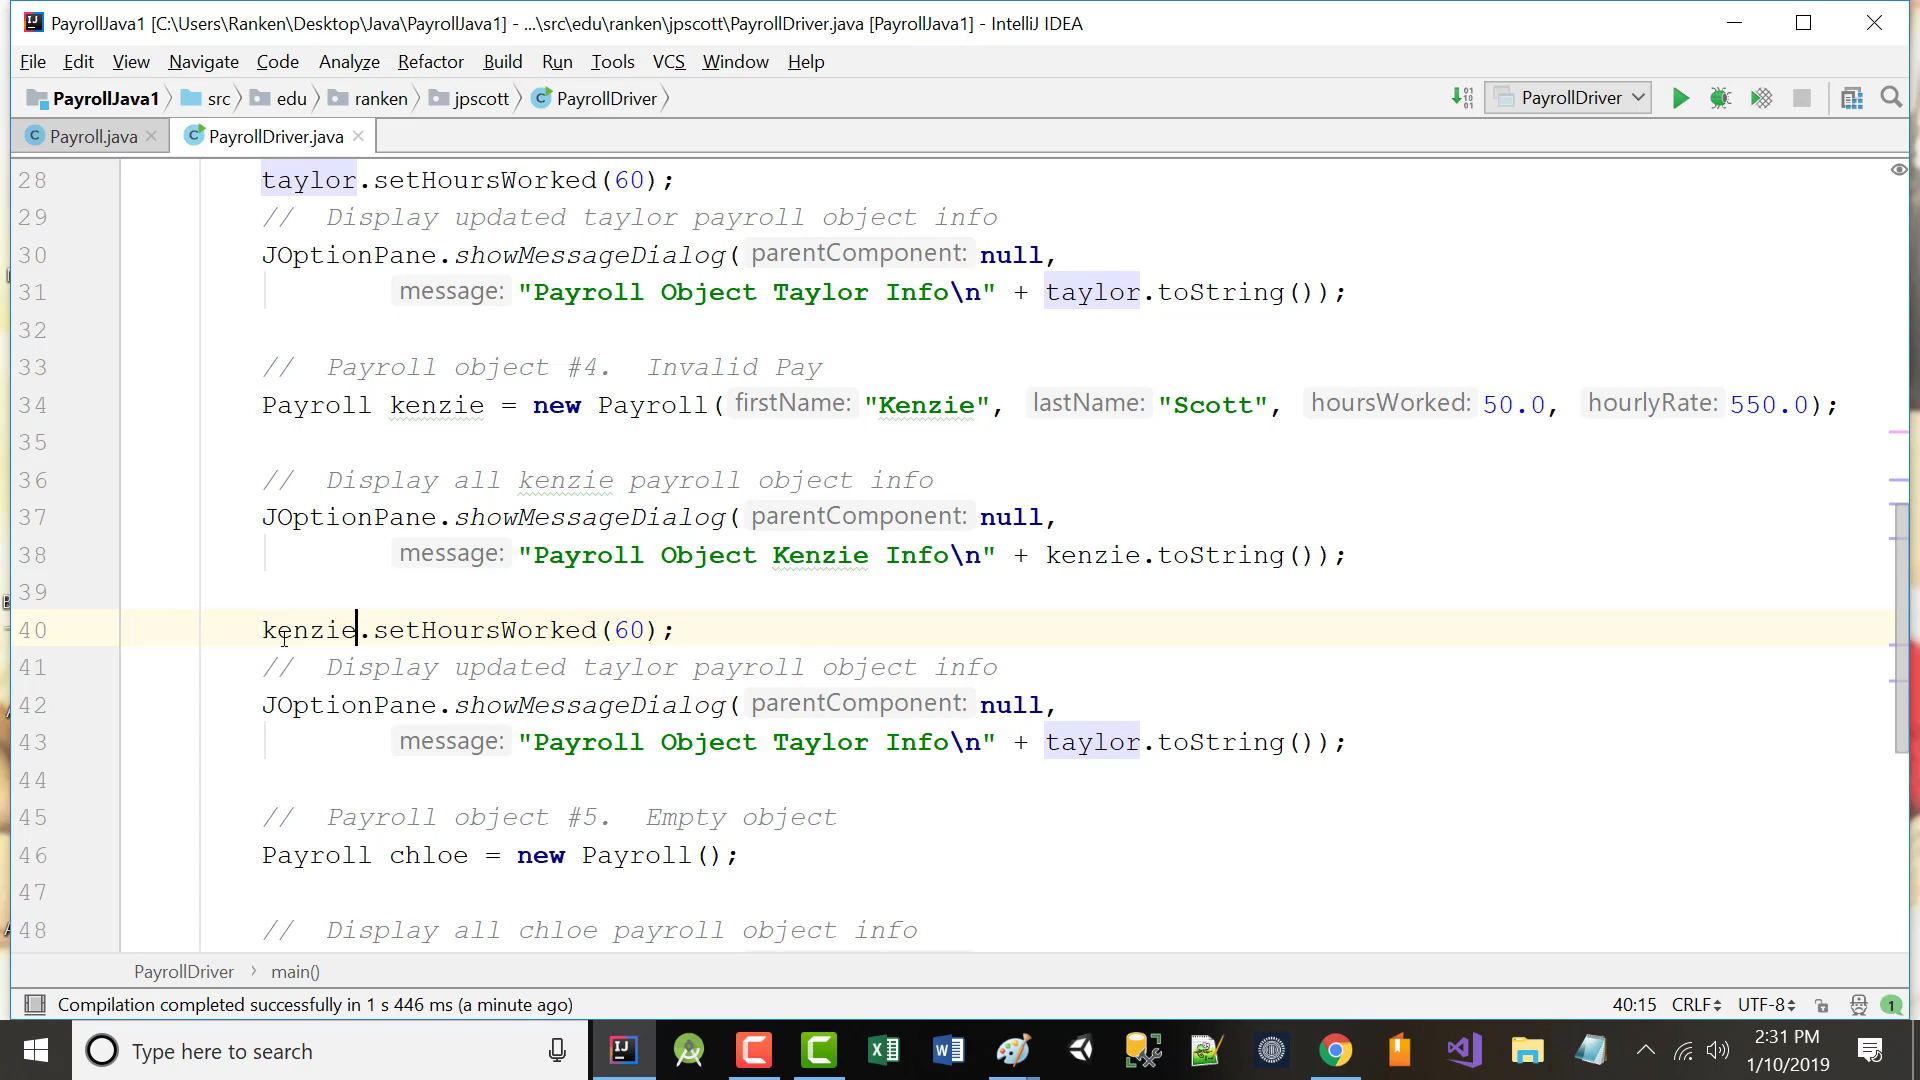 PayrollJava1 [C:\Users\Ranken\Desktop\Java\PayrollJava1] - ...\src\edu\ranken\jpscott\PayrollDriver.java [PayrollJava1] - IntelliJ IDEA
File Edit View Navigate Code Analyze Refactor Build Run Tools VCS Window Help
PayrollJava1 src edu ranken jpscott PayrollDriver PayrollDriver
Payroll.java PayrollDriver.java
28 taylor.setHoursWorked(60);
29 // Display updated taylor payroll object info
30 JOptionPane.showMessageDialog( parentComponent: null,
31 message: "Payroll Object Taylor Info\n" + taylor.toString());
32
33 // Payroll object #4. Invalid Pay
34 Payroll kenzie = new Payroll( firstName: "Kenzie", lastName: "Scott", hoursWorked: 50.0, hourlyRate: 550.0);
35
36 // Display all kenzie payroll object info
37 JOptionPane.showMessageDialog( parentComponent: null,
38 message: "Payroll Object Kenzie Info\n" + kenzie.toString());
39
40 kenzie.setHoursWorked(60);
41 // Display updated taylor payroll object info
42 JOptionPane.showMessageDialog( parentComponent: null,
43 message: "Payroll Object Taylor Info\n" + taylor.toString());
44
45 // Payroll object #5. Empty object
46 Payroll chloe = new Payroll();
47
48 // Display all chloe payroll object info
PayrollDriver › main()
Compilation completed successfully in 1 s 446 ms (a minute ago) 40:15 CRLF UTF-8 1
Type here to search 2:31 PM
1/10/2019